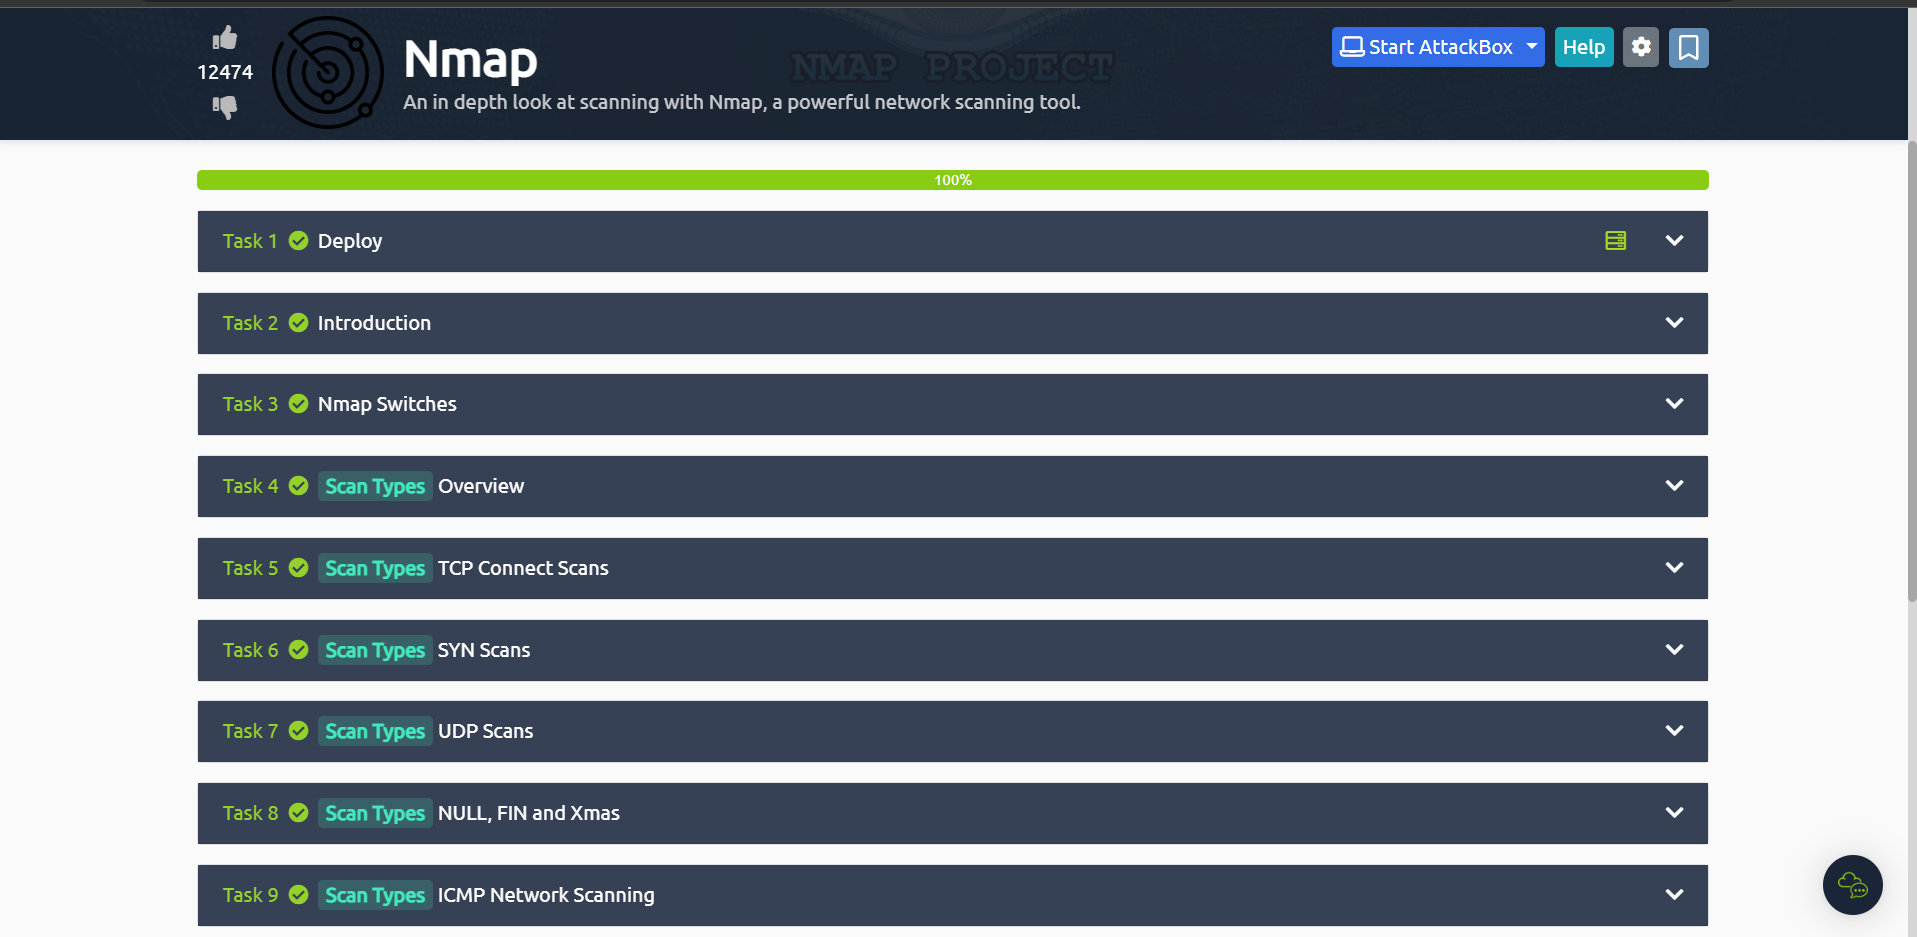 12474
Nmap
An in depth look at scanning with Nmap, a powerful network scanning tool.
NMAP PROJECT
Start AttackBox
Help
100%
Task 1 Deploy
Task 2 Introduction
Task 3 Nmap Switches
Task 4 Scan Types Overview
Task 5 Scan Types TCP Connect Scans
Task 6 Scan Types SYN Scans
Task 7 Scan Types UDP Scans
Task 8 Scan Types NULL, FIN and Xmas
Task 9 Scan Types ICMP Network Scanning